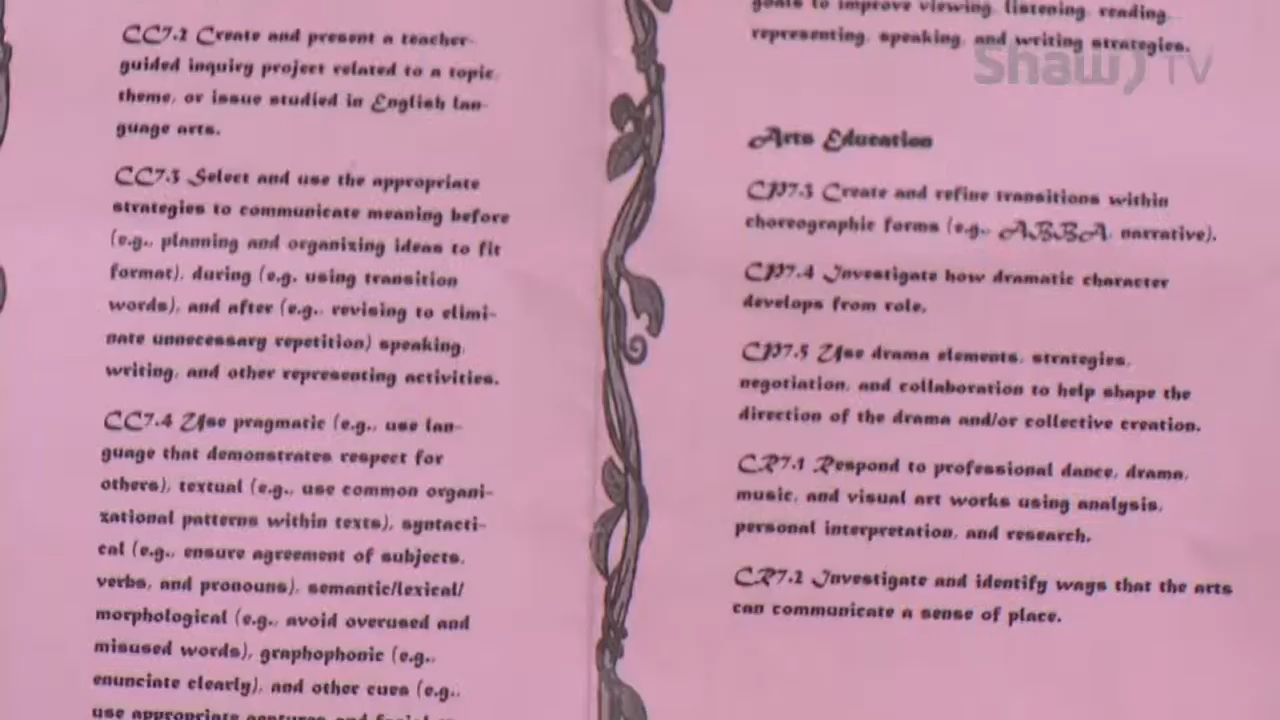 CC7.2 Create and present a teacher-
guided inquiry project related to a topic,
theme, or issue studied in English lan-
guage arts.
CC7.3 Select and use the appropriate
strategies to communicate meaning before
(e.g., planning and organizing ideas to fit
format), during (e.g. using transition
words), and after (e.g., revising to elimi-
nate unnecessary repetition) speaking,
writing, and other representing activities.
CC7.4 Use pragmatic (e.g., use lan-
guage that demonstrates respect for
others), textual (e.g., use common organi-
zational patterns within texts), syntacti-
cal (e.g., ensure agreement of subjects,
verbs, and pronouns), semantic/lexical/
morphological (e.g., avoid overused and
misused words), graphophonic (e.g.,
enunciate clearly), and other cues (e.g.,
use appropriate gestures and facial
goals to improve viewing, listening, reading,
representing, speaking, and writing strategies.
Shaw) TV
Arts Education
CP7.3 Create and refine transitions within
choreographic forms (e.g., ABBA, narrative).
CP7.4 Investigate how dramatic character
develops from role.
CP7.5 Use drama elements, strategies,
negotiation, and collaboration to help shape the
direction of the drama and/or collective creation.
CR7.1 Respond to professional dance, drama,
music, and visual art works using analysis,
personal interpretation, and research.
CR7.2 Investigate and identify ways that the arts
can communicate a sense of place.